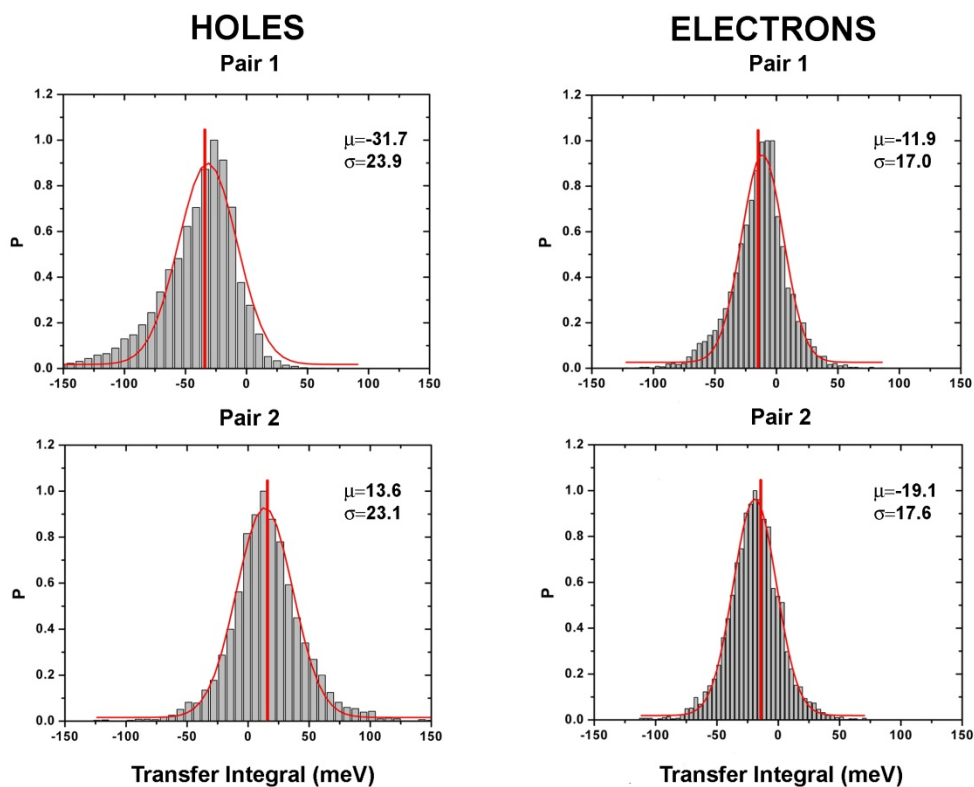 HOLES
Pair 1
1.2
1.0
0.8
0.6
0.4
0.2
0.0
P
μ=-31.7
σ=23.9
-150 -100 -50 0 50 100 150
Pair 2
1.2
1.0
0.8
0.6
0.4
0.2
0.0
P
μ=13.6
σ=23.1
-150 -100 -50 0 50 100 150
Transfer Integral (meV)
ELECTRONS
Pair 1
1.2
1.0
0.8
0.6
0.4
0.2
0.0
P
μ=-11.9
σ=17.0
-150 -100 -50 0 50 100 150
Pair 2
1.2
1.0
0.8
0.6
0.4
0.2
0.0
P
μ=-19.1
σ=17.6
-150 -100 -50 0 50 100 150
Transfer Integral (meV)